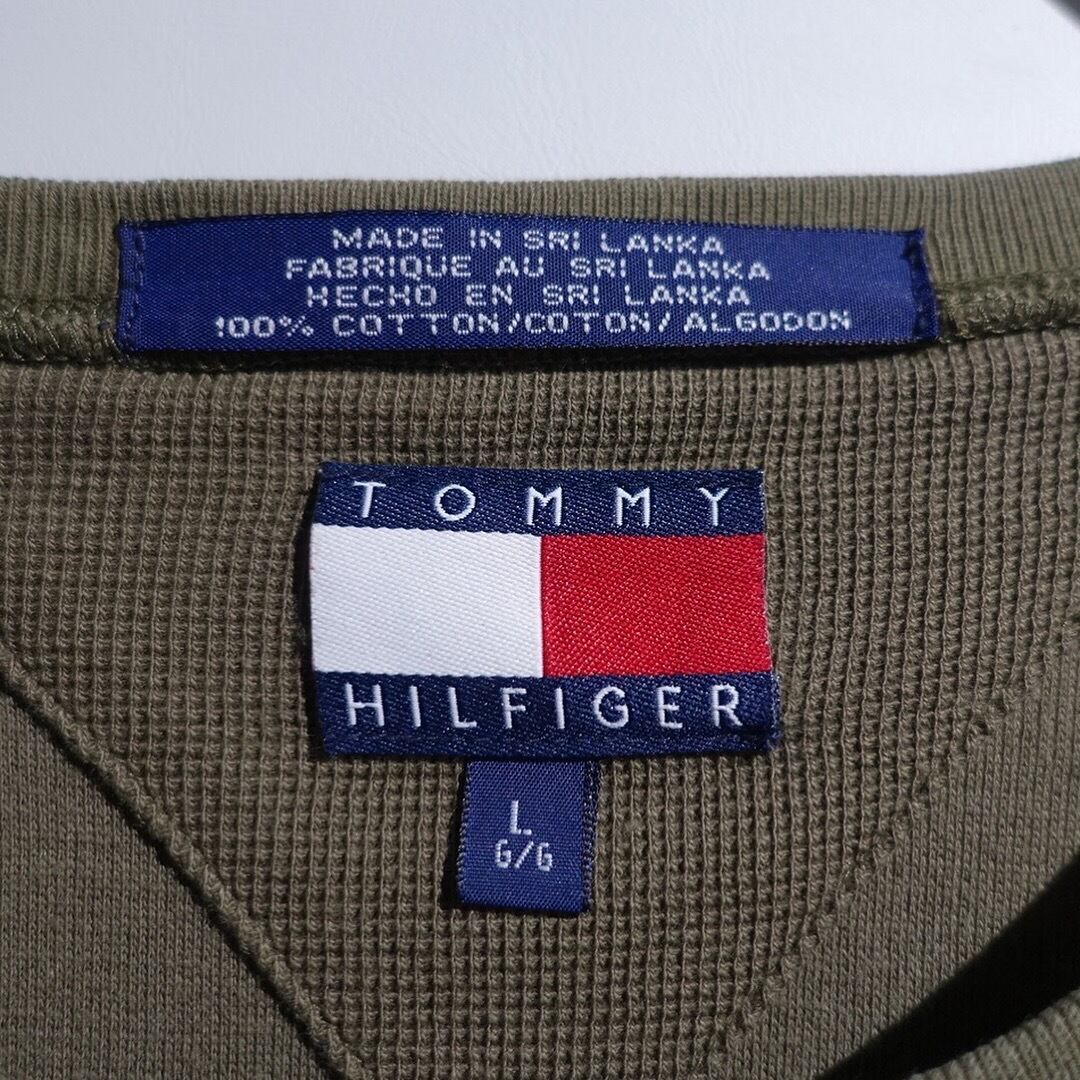 MADE IN SRI LANKA
FABRIQUE AU SRI LANKA
HECHO EN SRI LANKA
100% COTTON/COTON/ALGODON
TOMMY
HILFIGER
L
G/G